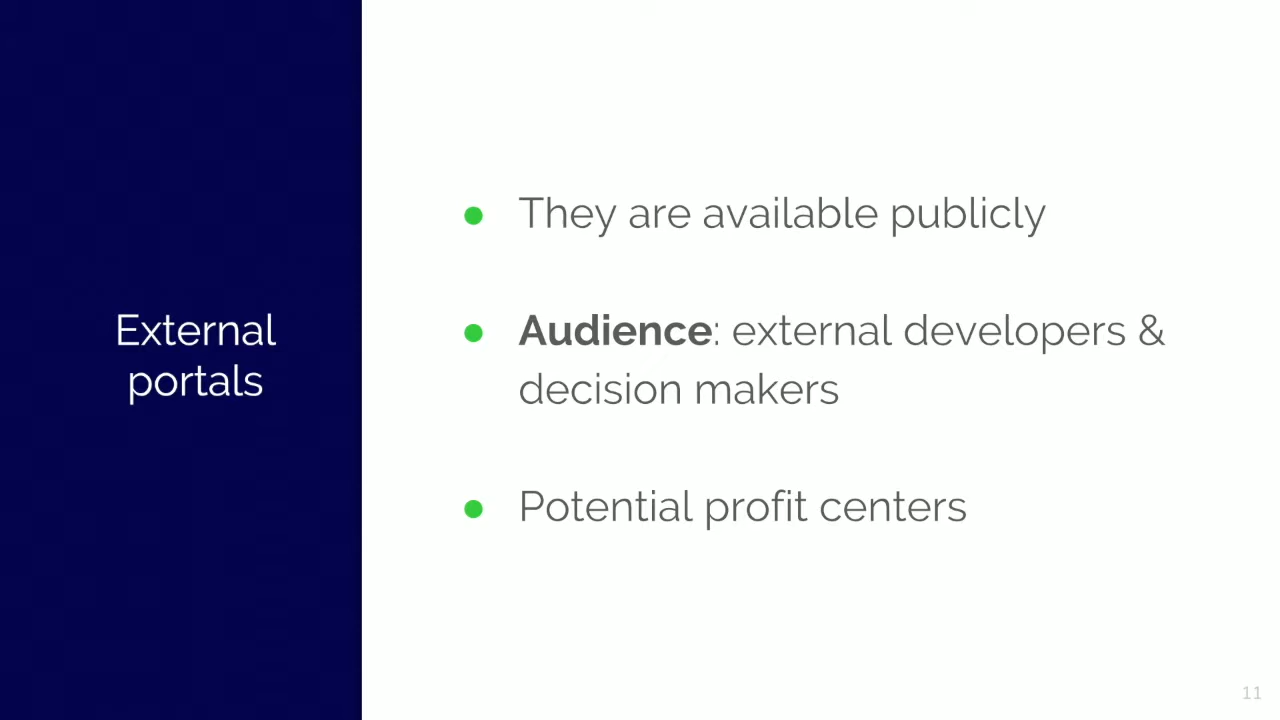 External
portals
● They are available publicly
● Audience: external developers &
decision makers
● Potential profit centers
11